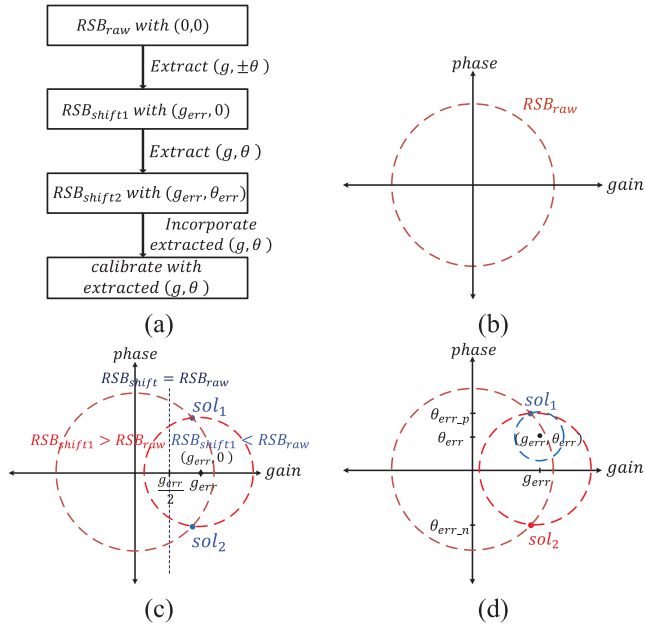 RSB_raw with (0,0)
Extract (g, ±θ)
RSB_shift1 with (g_err, 0)
Extract (g, θ)
RSB_shift2 with (g_err, θ_err)
Incorporate
extracted (g, θ)
calibrate with
extracted (g, θ)
(a)
phase
RSB_raw
gain
(b)
phase
RSB_shift = RSB_raw
sol_1
RSB_shift1 > RSB_raw
RSB_shift1 < RSB_raw
(g_err, 0)
gain
g_err/2
g_err
sol_2
(c)
phase
sol_1
θ_err_p
θ_err
(g_err, θ_err)
gain
g_err
θ_err_n
sol_2
(d)